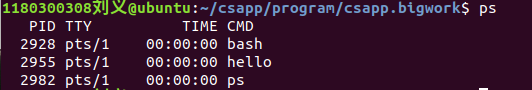 1180300308刘义@ubuntu:~/csapp/program/csapp.bigwork$ ps
PID TTY TIME CMD
2928 pts/1 00:00:00 bash
2955 pts/1 00:00:00 hello
2982 pts/1 00:00:00 ps